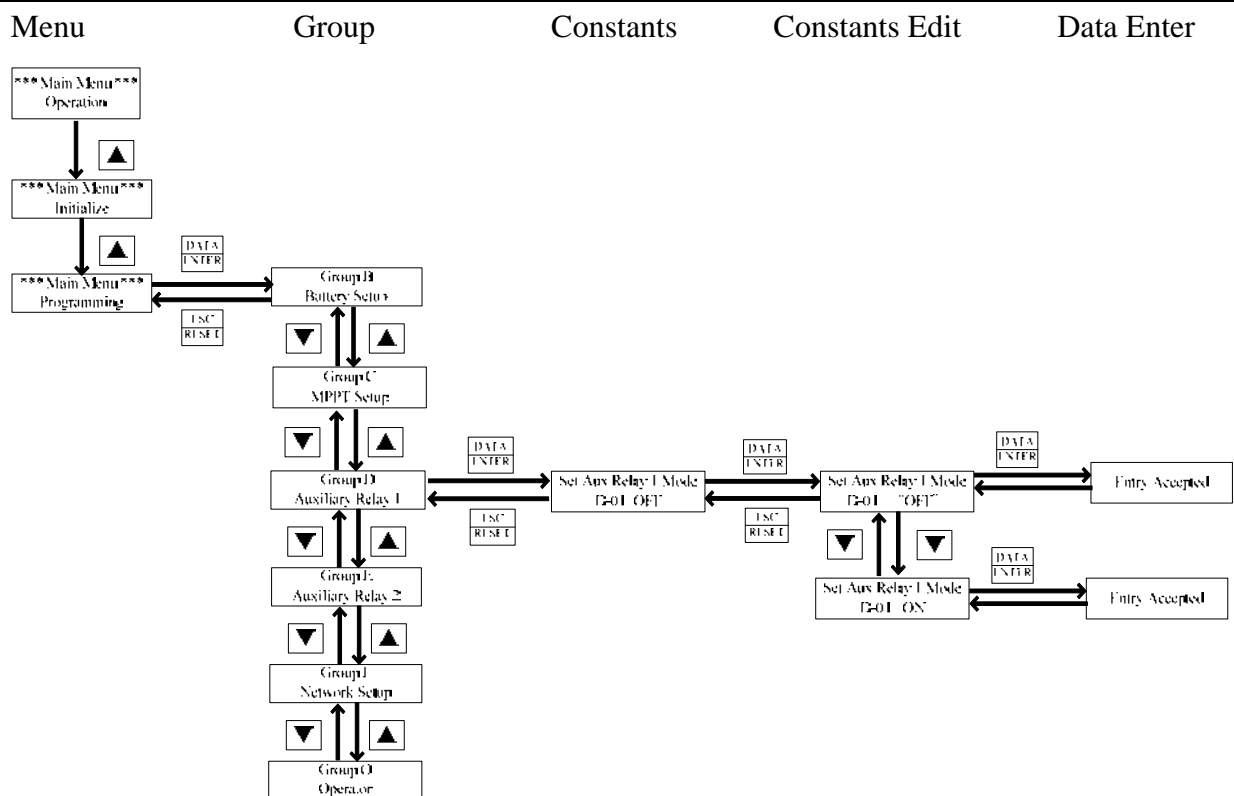 Menu Group Constants Constants Edit Data Enter
***Main Menu***
Operation
***Main Menu***
Initialize
***Main Menu***
Programming
DATA
ENTER
ESC
RESET
Group B
Battery Setup
Group C
MPPT Setup
Group D
Auxiliary Relay 1
DATA
ENTER
ESC
RESET
Set Aux Relay 1 Mode
D-01 OFF
DATA
ENTER
ESC
RESET
Set Aux Relay 1 Mode
D-01 "OFF"
DATA
ENTER
Entry Accepted
Group E
Auxiliary Relay 2
Set Aux Relay 1 Mode
D-01 ON
DATA
ENTER
Entry Accepted
Group
Network Setup
Group O
Operator